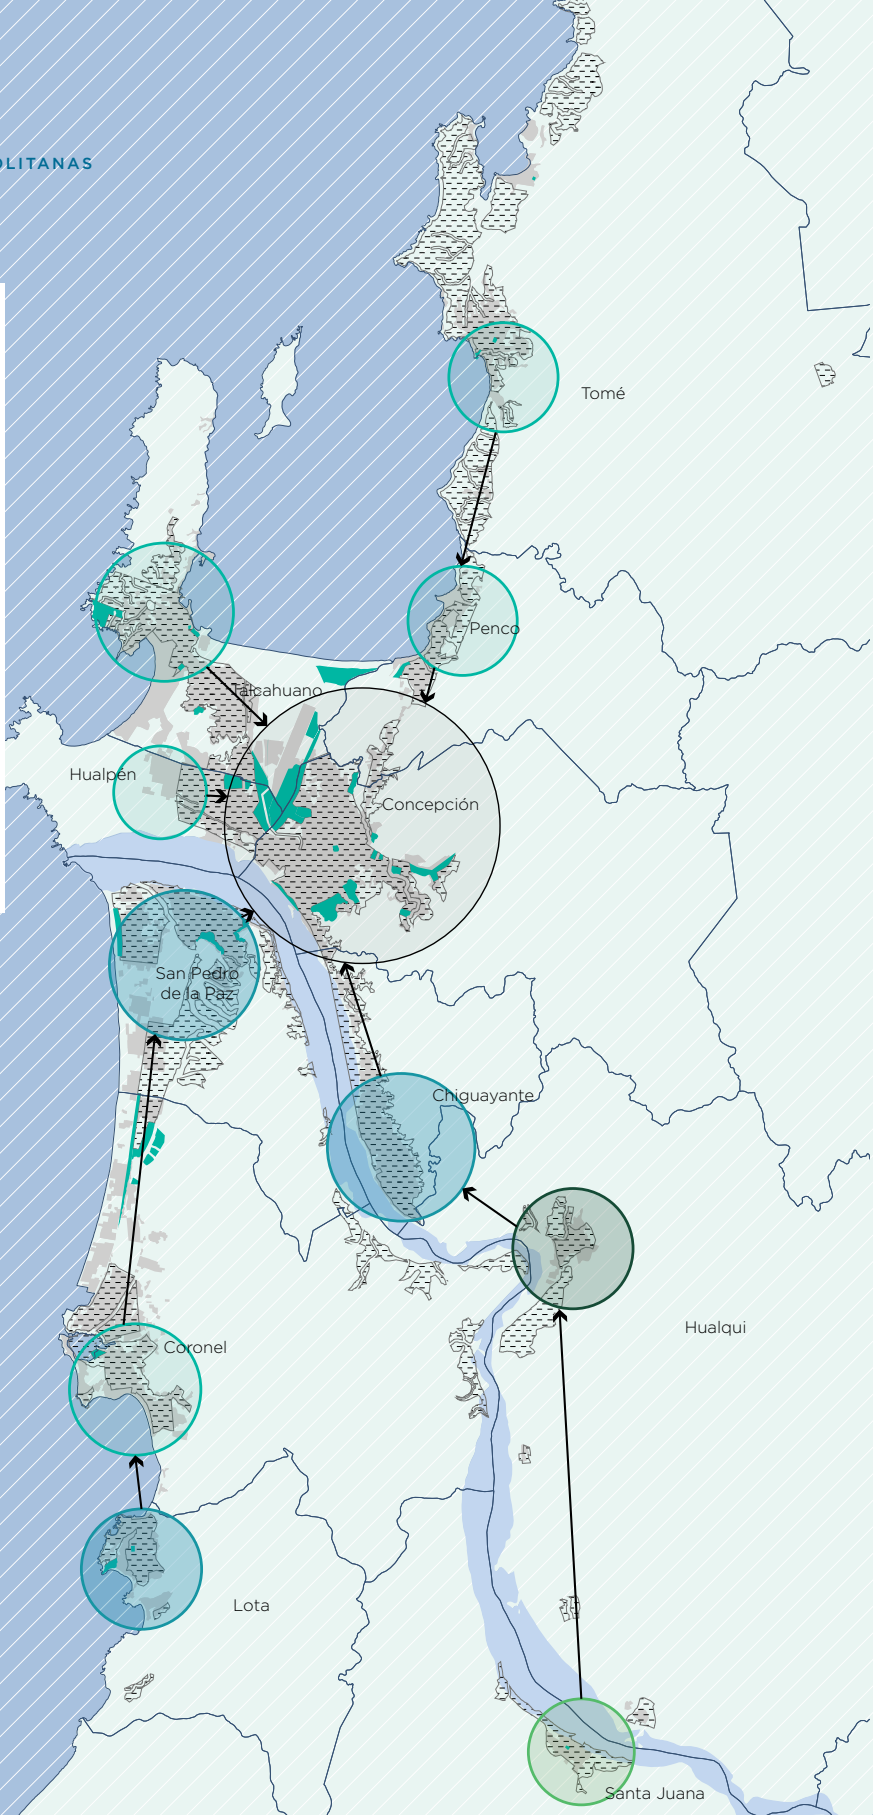 OLITANAS
Tomé
Penco
Talcahuano
Hualpén
Concepción
San Pedro
de la Paz
Chiguayante
Hualqui
Coronel
Lota
Santa Juana